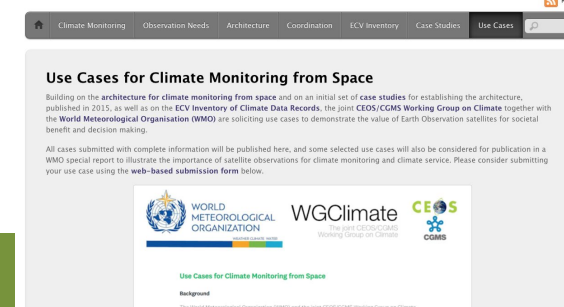 Climate Monitoring Observation Needs Architecture Coordination ECV Inventory Case Studies Use Cases
Use Cases for Climate Monitoring from Space
Building on the architecture for climate monitoring from space and on an initial set of case studies for establishing the architecture,
published in 2015, as well as on the ECV Inventory of Climate Data Records, the joint CEOS/CGMS Working Group on Climate together with
the World Meteorological Organisation (WMO) are soliciting use cases to demonstrate the value of Earth Observation satellites for societal
benefit and decision making.
All cases submitted with complete information will be published here, and some selected use cases will also be considered for publication in a
WMO special report to illustrate the importance of satellite observations for climate monitoring and climate service. Please consider submitting
your use case using the web-based submission form below.
WORLD
METEOROLOGICAL
ORGANIZATION
WEATHER CLIMATE WATER
WGClimate
The joint CEOS/CGMS
Working Group on Climate
CEOS
CGMS
Use Cases for Climate Monitoring from Space
Background